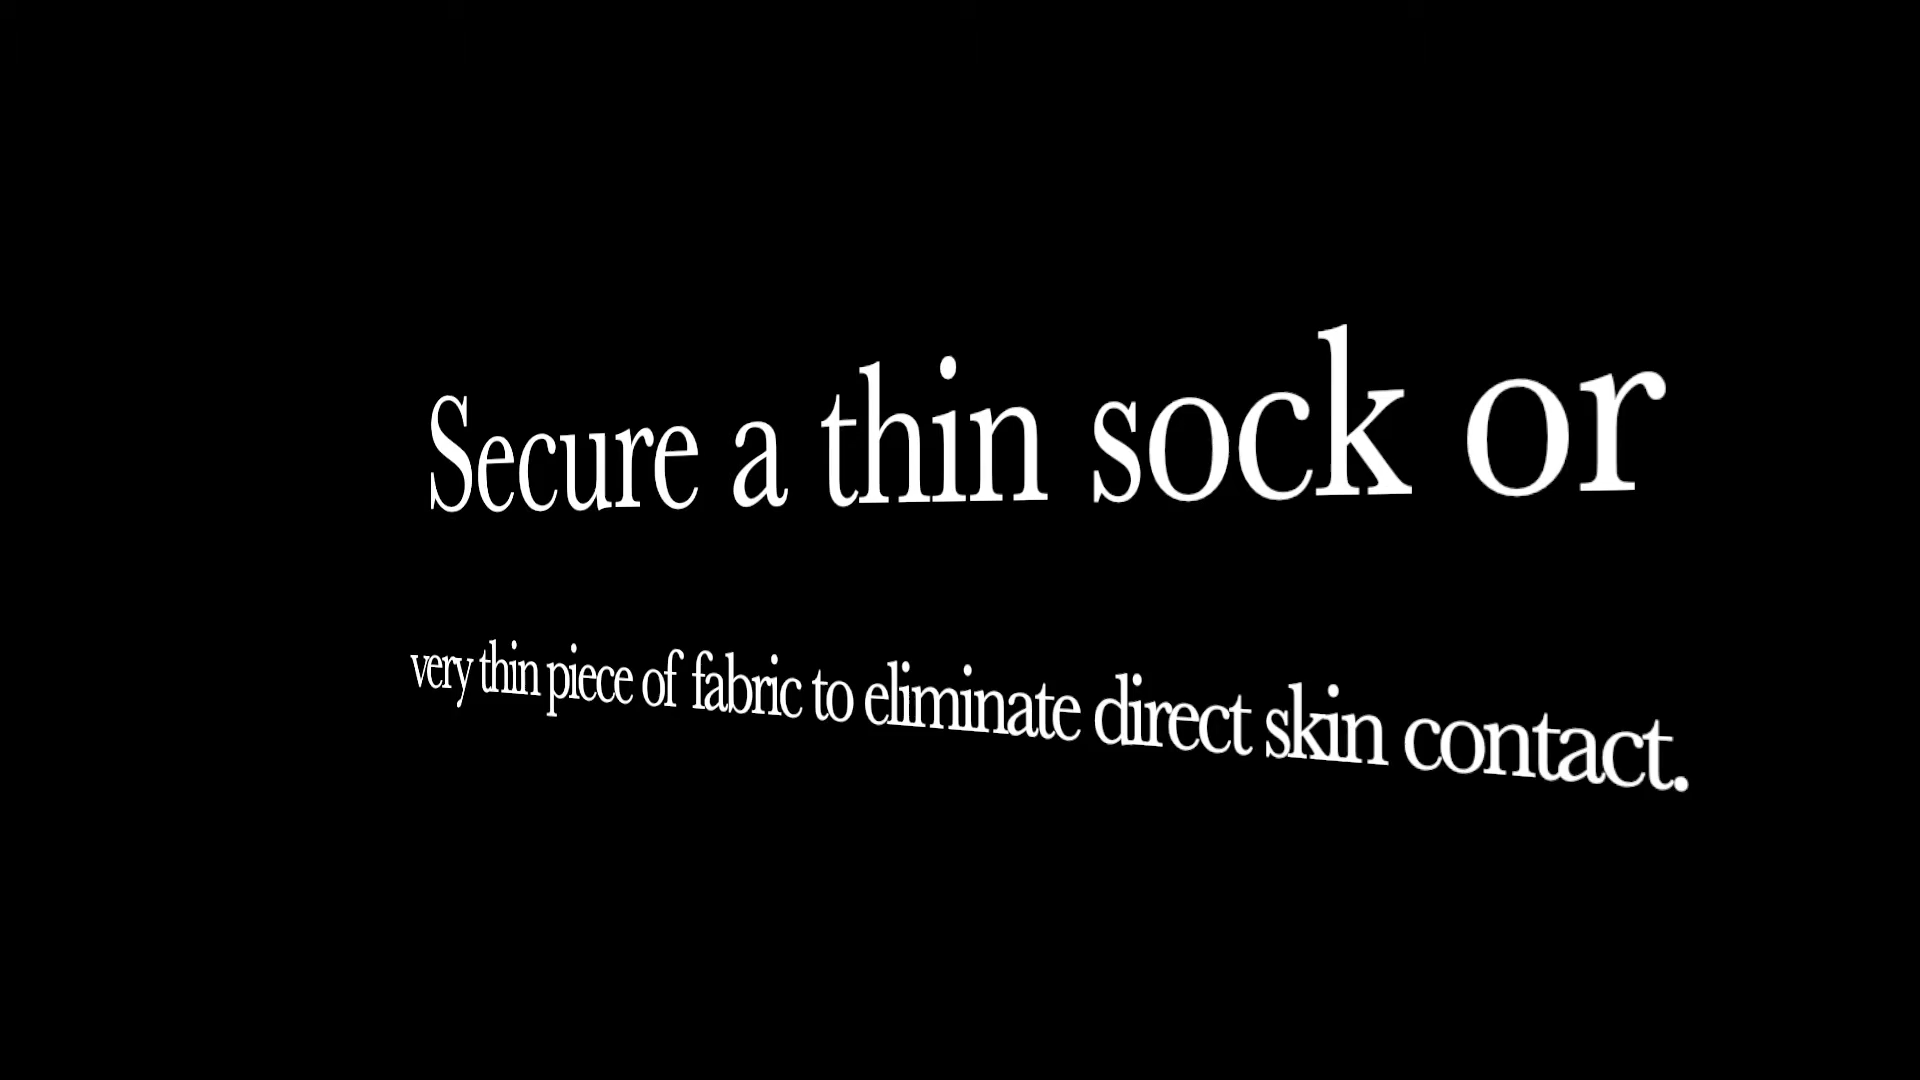 Secure a thin sock or
very thin piece of fabric to eliminate direct skin contact.